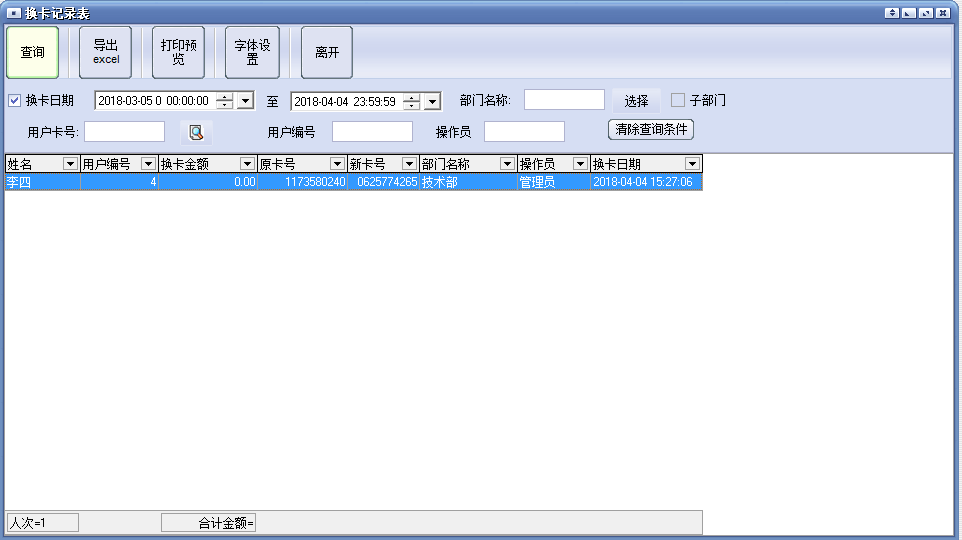 换卡记录表
查询 导出excel 打印预览 字体设置 离开
换卡日期 2018-03-05 0 00:00:00 至 2018-04-04 23:59:59 部门名称: 选择 子部门
用户卡号: 用户编号 操作员 清除查询条件
姓名 用户编号 换卡金额 原卡号 新卡号 部门名称 操作员 换卡日期
李四 4 0.00 1173580240 0625774265 技术部 管理员 2018-04-04 15:27:06
人次=1 合计金额=